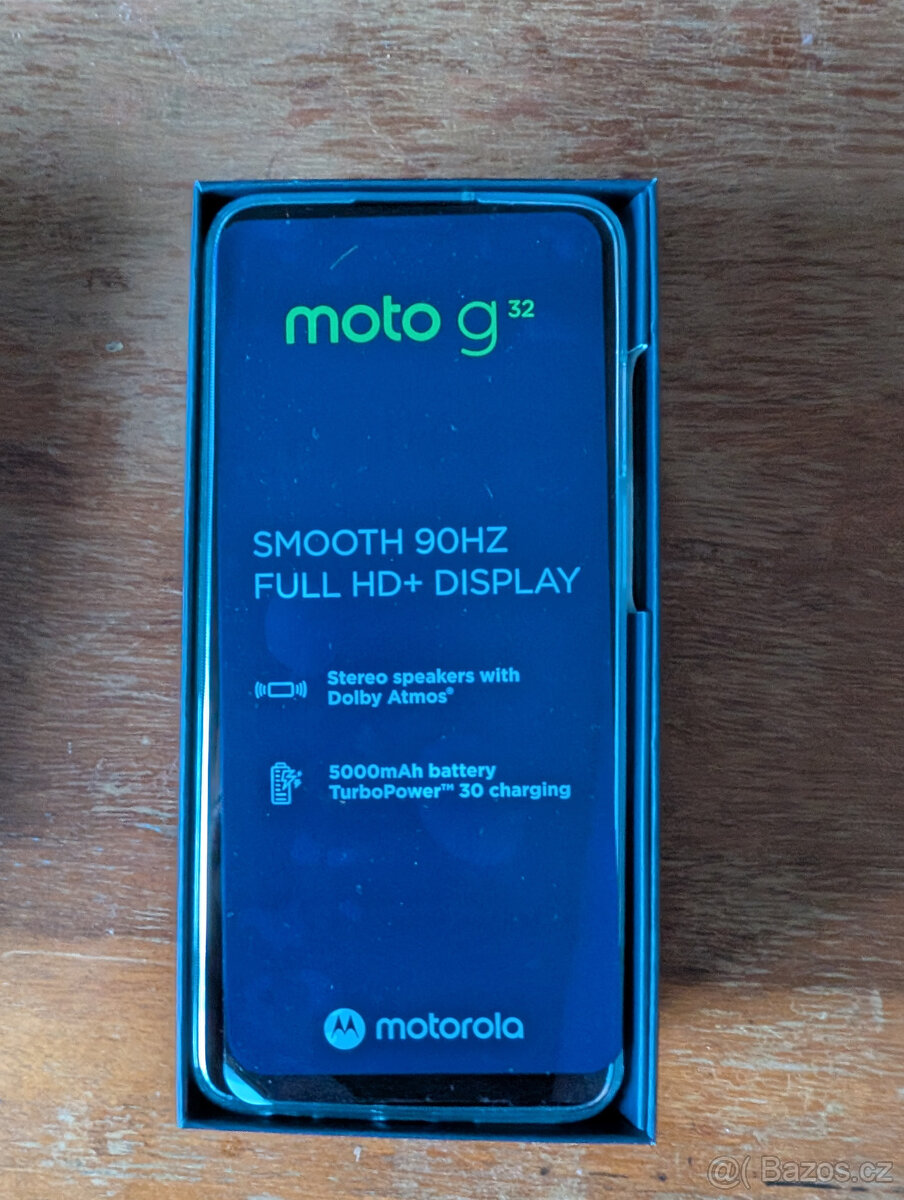 moto g 32
SMOOTH 90HZ
FULL HD+ DISPLAY
Stereo speakers with
Dolby Atmos®
5000mAh battery
TurboPower™ 30 charging
motorola
@( Bazos.cz